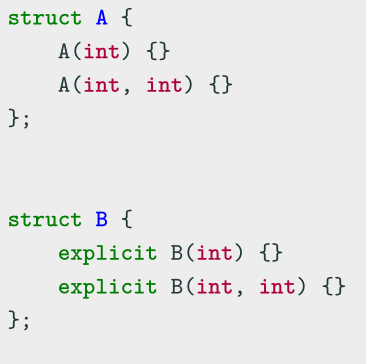 struct A {
    A(int) {}
    A(int, int) {}
};
struct B {
    explicit B(int) {}
    explicit B(int, int) {}
};